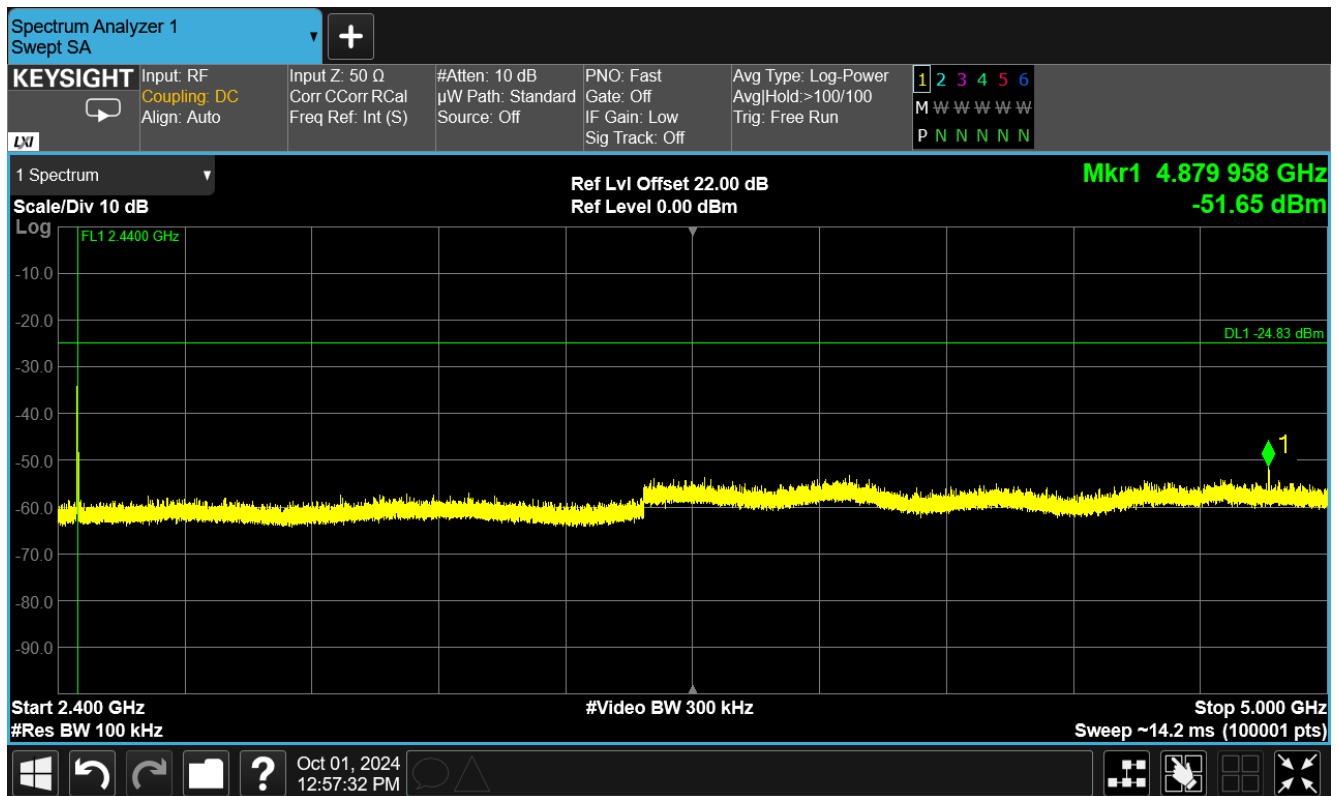 Spectrum Analyzer 1
Swept SA
KEYSIGHT
LXI
Input: RF
Coupling: DC
Align: Auto
Input Z: 50 Ω
Corr CCorr RCal
Freq Ref: Int (S)
#Atten: 10 dB
µW Path: Standard
Source: Off
PNO: Fast
Gate: Off
IF Gain: Low
Sig Track: Off
Avg Type: Log-Power
Avg|Hold:>100/100
Trig: Free Run
1 2 3 4 5 6
M W W W W W
P N N N N N
1 Spectrum
Scale/Div 10 dB
Ref Lvl Offset 22.00 dB
Ref Level 0.00 dBm
Mkr1 4.879 958 GHz
-51.65 dBm
Log
FL1 2.4400 GHz
-10.0
-20.0
DL1 -24.83 dBm
-30.0
-40.0
1
-50.0
-60.0
-70.0
-80.0
-90.0
Start 2.400 GHz
#Video BW 300 kHz
Stop 5.000 GHz
#Res BW 100 kHz
Sweep ~14.2 ms (100001 pts)
?
Oct 01, 2024
12:57:32 PM